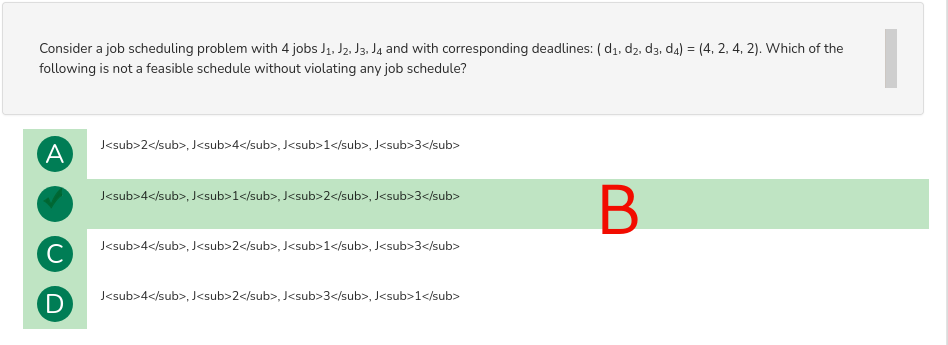 Consider a job scheduling problem with 4 jobs J₁, J₂, J₃, J₄ and with corresponding deadlines: ( d₁, d₂, d₃, d₄) = (4, 2, 4, 2). Which of the
following is not a feasible schedule without violating any job schedule?
A J<sub>2</sub>, J<sub>4</sub>, J<sub>1</sub>, J<sub>3</sub>
J<sub>4</sub>, J<sub>1</sub>, J<sub>2</sub>, J<sub>3</sub> B
C J<sub>4</sub>, J<sub>2</sub>, J<sub>1</sub>, J<sub>3</sub>
D J<sub>4</sub>, J<sub>2</sub>, J<sub>3</sub>, J<sub>1</sub>